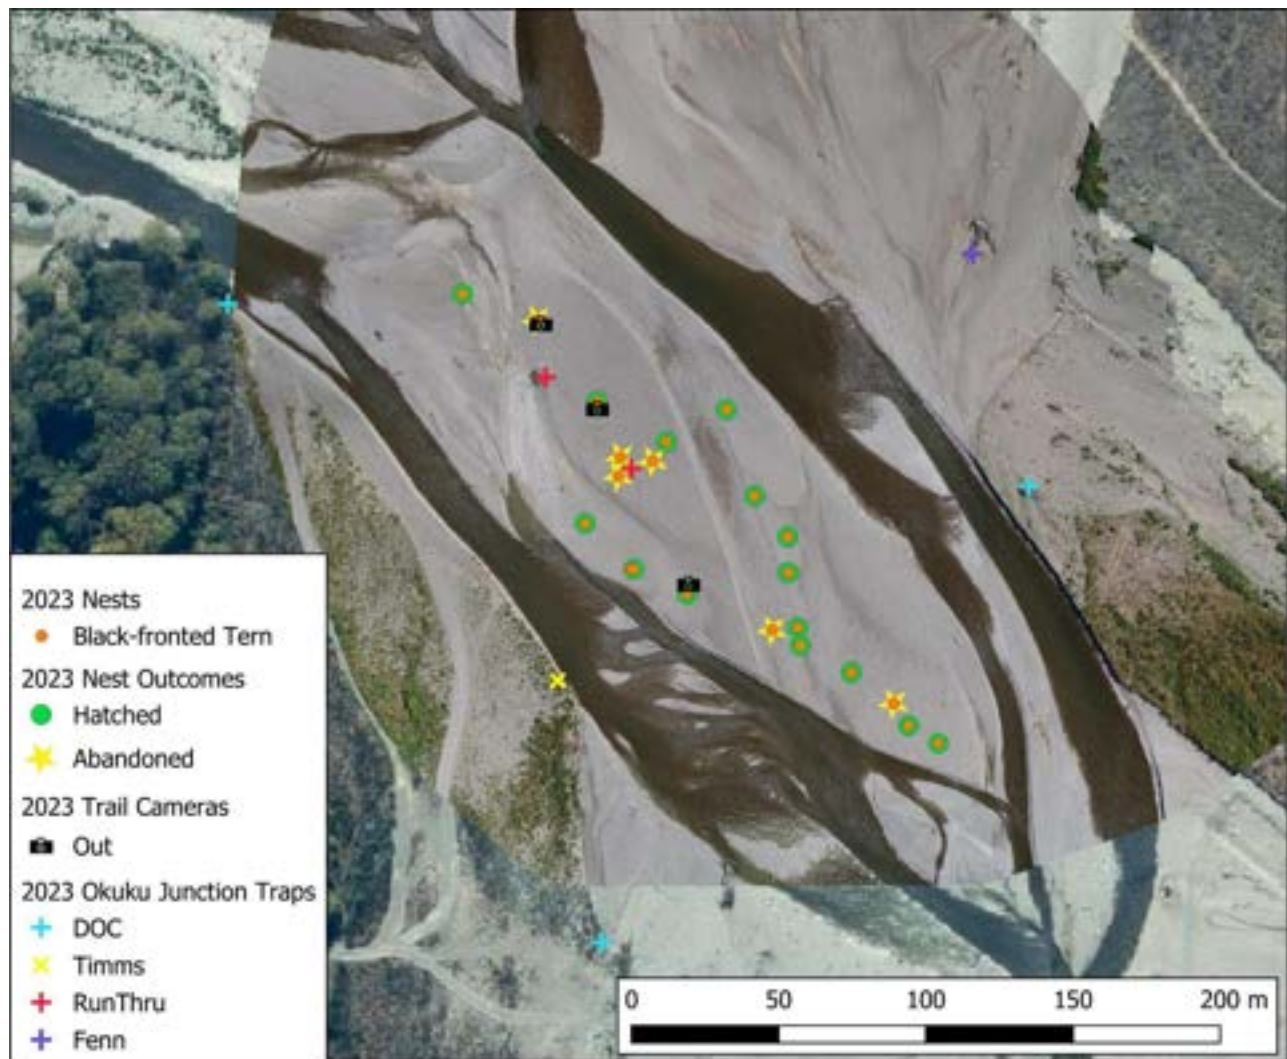 2023 Nests
Black-fronted Tern
2023 Nest Outcomes
Hatched
Abandoned
2023 Trail Cameras
Out
2023 Okuku Junction Traps
DOC
Timms
RunThru
Fenn
0 50 100 150 200 m